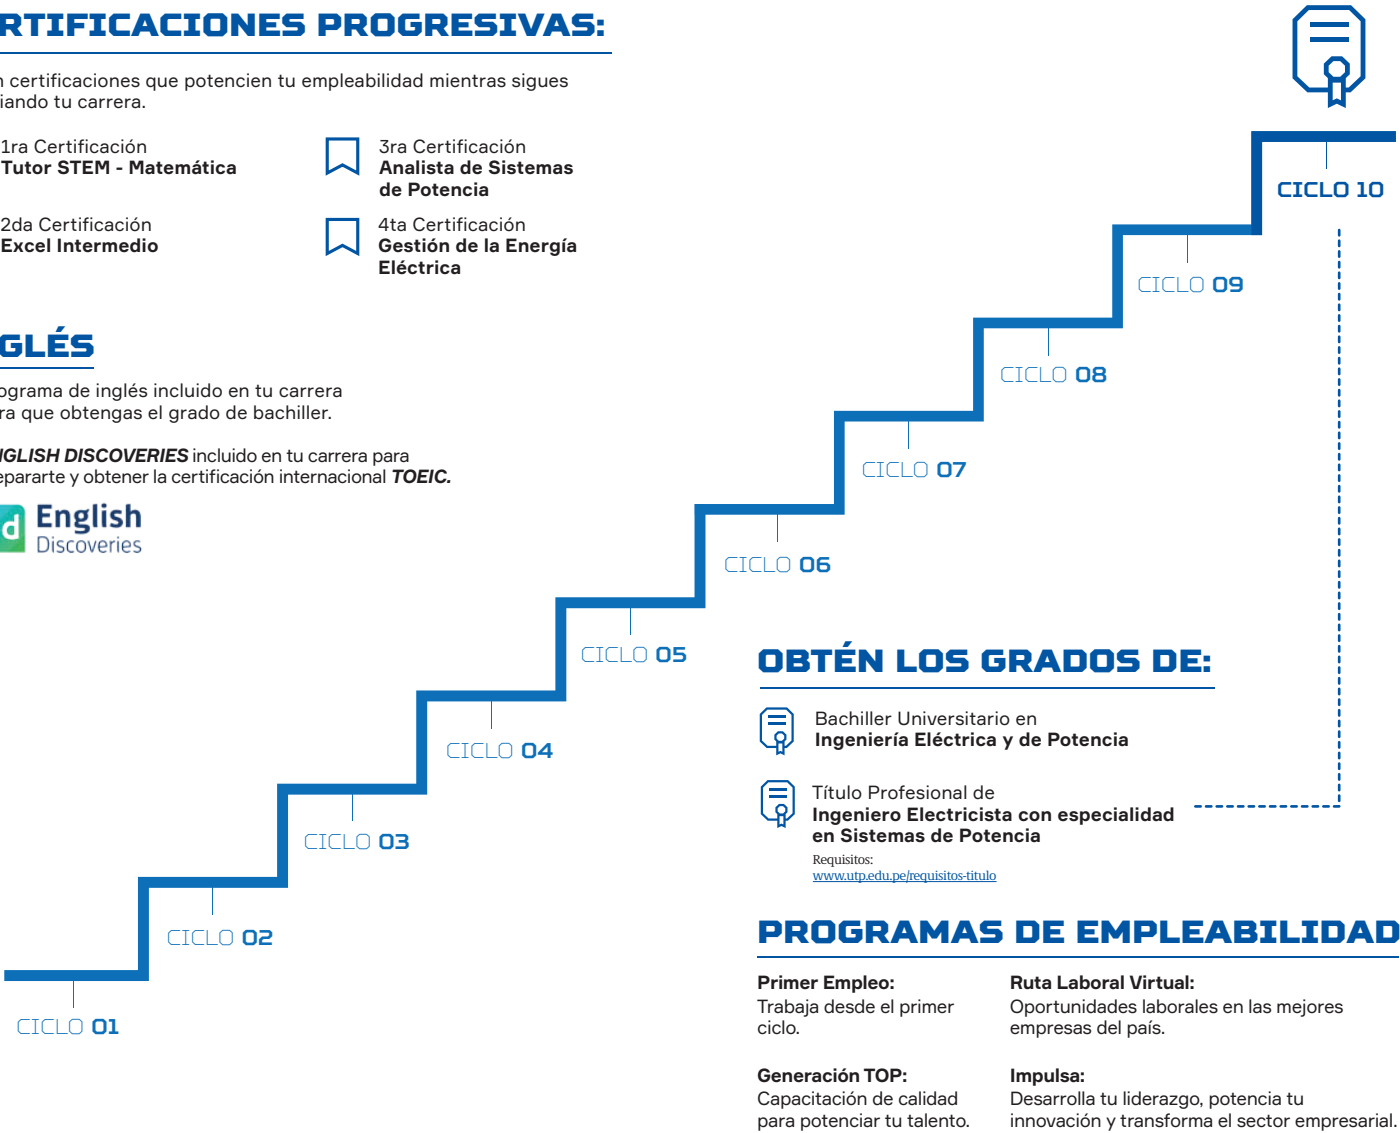 RTIFICACIONES PROGRESIVAS:
n certificaciones que potencien tu empleabilidad mientras sigues
iando tu carrera.
1ra Certificación
Tutor STEM - Matemática
2da Certificación
Excel Intermedio
3ra Certificación
Analista de Sistemas
de Potencia
4ta Certificación
Gestión de la Energía
Eléctrica
GLÉS
ograma de inglés incluido en tu carrera
ra que obtengas el grado de bachiller.
NGLISH DISCOVERIES incluido en tu carrera para
epararte y obtener la certificación internacional TOEIC.
d English
Discoveries
CICLO 10
CICLO 09
CICLO 08
CICLO 07
CICLO 06
CICLO 05
CICLO 04
CICLO 03
CICLO 02
CICLO 01
OBTÉN LOS GRADOS DE:
Bachiller Universitario en
Ingeniería Eléctrica y de Potencia
Título Profesional de
Ingeniero Electricista con especialidad
en Sistemas de Potencia
Requisitos:
www.utp.edu.pe/requisitos-titulo
PROGRAMAS DE EMPLEABILIDAD
Primer Empleo:
Trabaja desde el primer
ciclo.
Ruta Laboral Virtual:
Oportunidades laborales en las mejores
empresas del país.
Generación TOP:
Capacitación de calidad
para potenciar tu talento.
Impulsa:
Desarrolla tu liderazgo, potencia tu
innovación y transforma el sector empresarial.